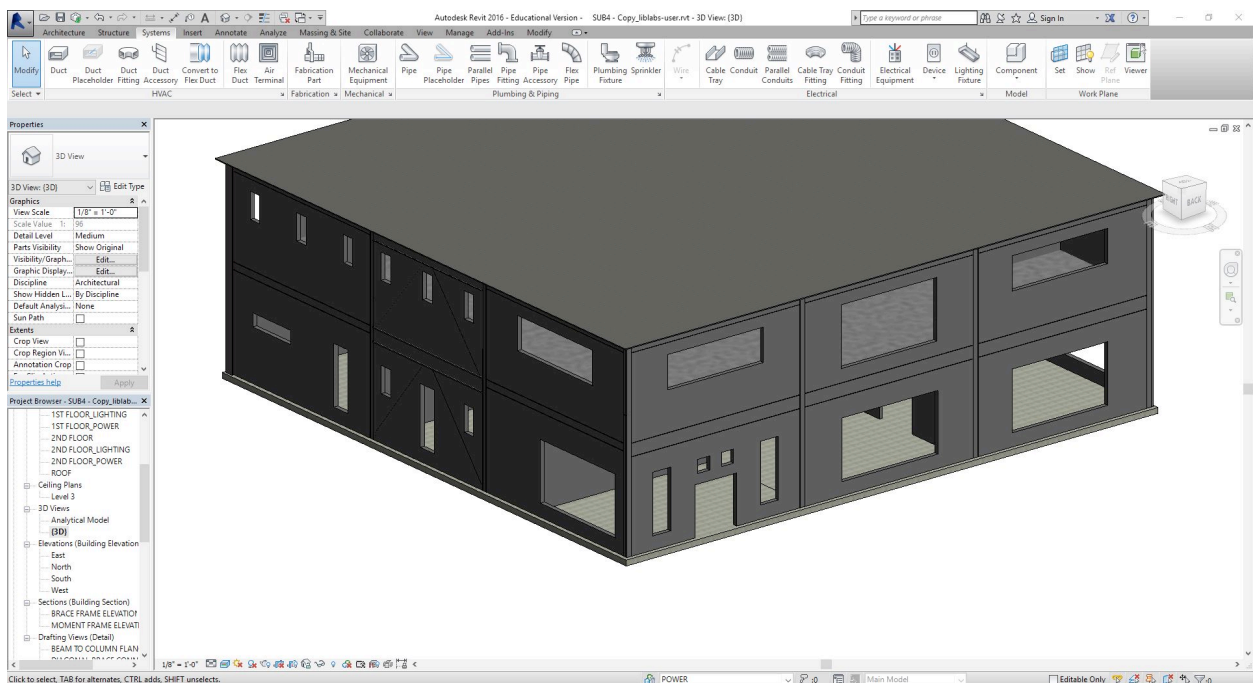 Autodesk Revit 2016 - Educational Version - SUB4 - Copy_liblabs-user.rvt - 3D View: {3D}
Type a keyword or phrase
Sign In
Architecture Structure Systems Insert Annotate Analyze Massing & Site Collaborate View Manage Add-Ins Modify
Modify Duct Duct Placeholder Duct Fitting Duct Accessory Convert to Flex Duct Flex Duct Air Terminal Fabrication Part Mechanical Equipment Pipe Pipe Placeholder Parallel Pipes Pipe Fitting Pipe Accessory Flex Pipe Plumbing Fixture Sprinkler Wire Cable Tray Conduit Parallel Conduits Cable Tray Fitting Conduit Fitting Electrical Equipment Device Lighting Fixture Component Set Show Ref Plane Viewer
Select HVAC Fabrication Mechanical Plumbing & Piping Electrical Model Work Plane
Properties
3D View
3D View: {3D} Edit Type
Graphics
View Scale 1/8" = 1'-0"
Scale Value 1: 96
Detail Level Medium
Parts Visibility Show Original
Visibility/Graph... Edit...
Graphic Display... Edit...
Discipline Architectural
Show Hidden L... By Discipline
Default Analysi... None
Sun Path
Extents
Crop View
Crop Region Vi...
Annotation Crop
Properties help Apply
Project Browser - SUB4 - Copy_liblab...
1ST FLOOR_LIGHTING
1ST FLOOR_POWER
2ND FLOOR
2ND FLOOR_LIGHTING
2ND FLOOR_POWER
ROOF
Ceiling Plans
Level 3
3D Views
Analytical Model
{3D}
Elevations (Building Elevation
East
North
South
West
Sections (Building Section)
BRACE FRAME ELEVATION
MOMENT FRAME ELEVATI
Drafting Views (Detail)
BEAM TO COLUMN FLAN
BACK
1/8" = 1'-0"
Click to select, TAB for alternates, CTRL adds, SHIFT unselects.
POWER
:0
Main Model
Editable Only
:0